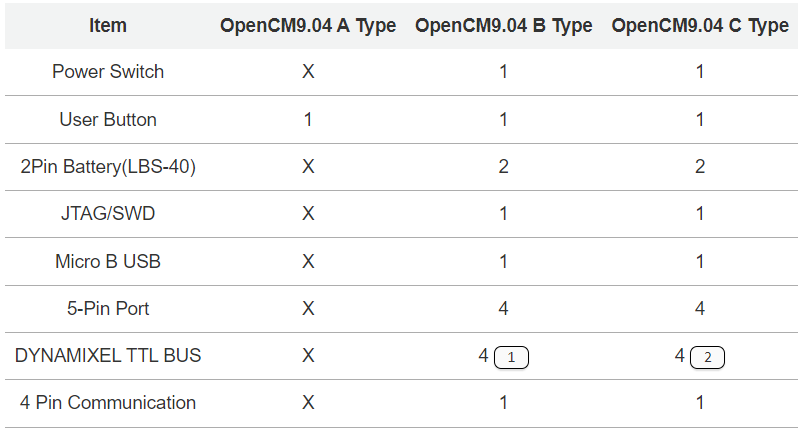 Item OpenCM9.04 A Type OpenCM9.04 B Type OpenCM9.04 C Type
Power Switch X 1 1
User Button 1 1 1
2Pin Battery(LBS-40) X 2 2
JTAG/SWD X 1 1
Micro B USB X 1 1
5-Pin Port X 4 4
DYNAMIXEL TTL BUS X 4 1 4 2
4 Pin Communication X 1 1